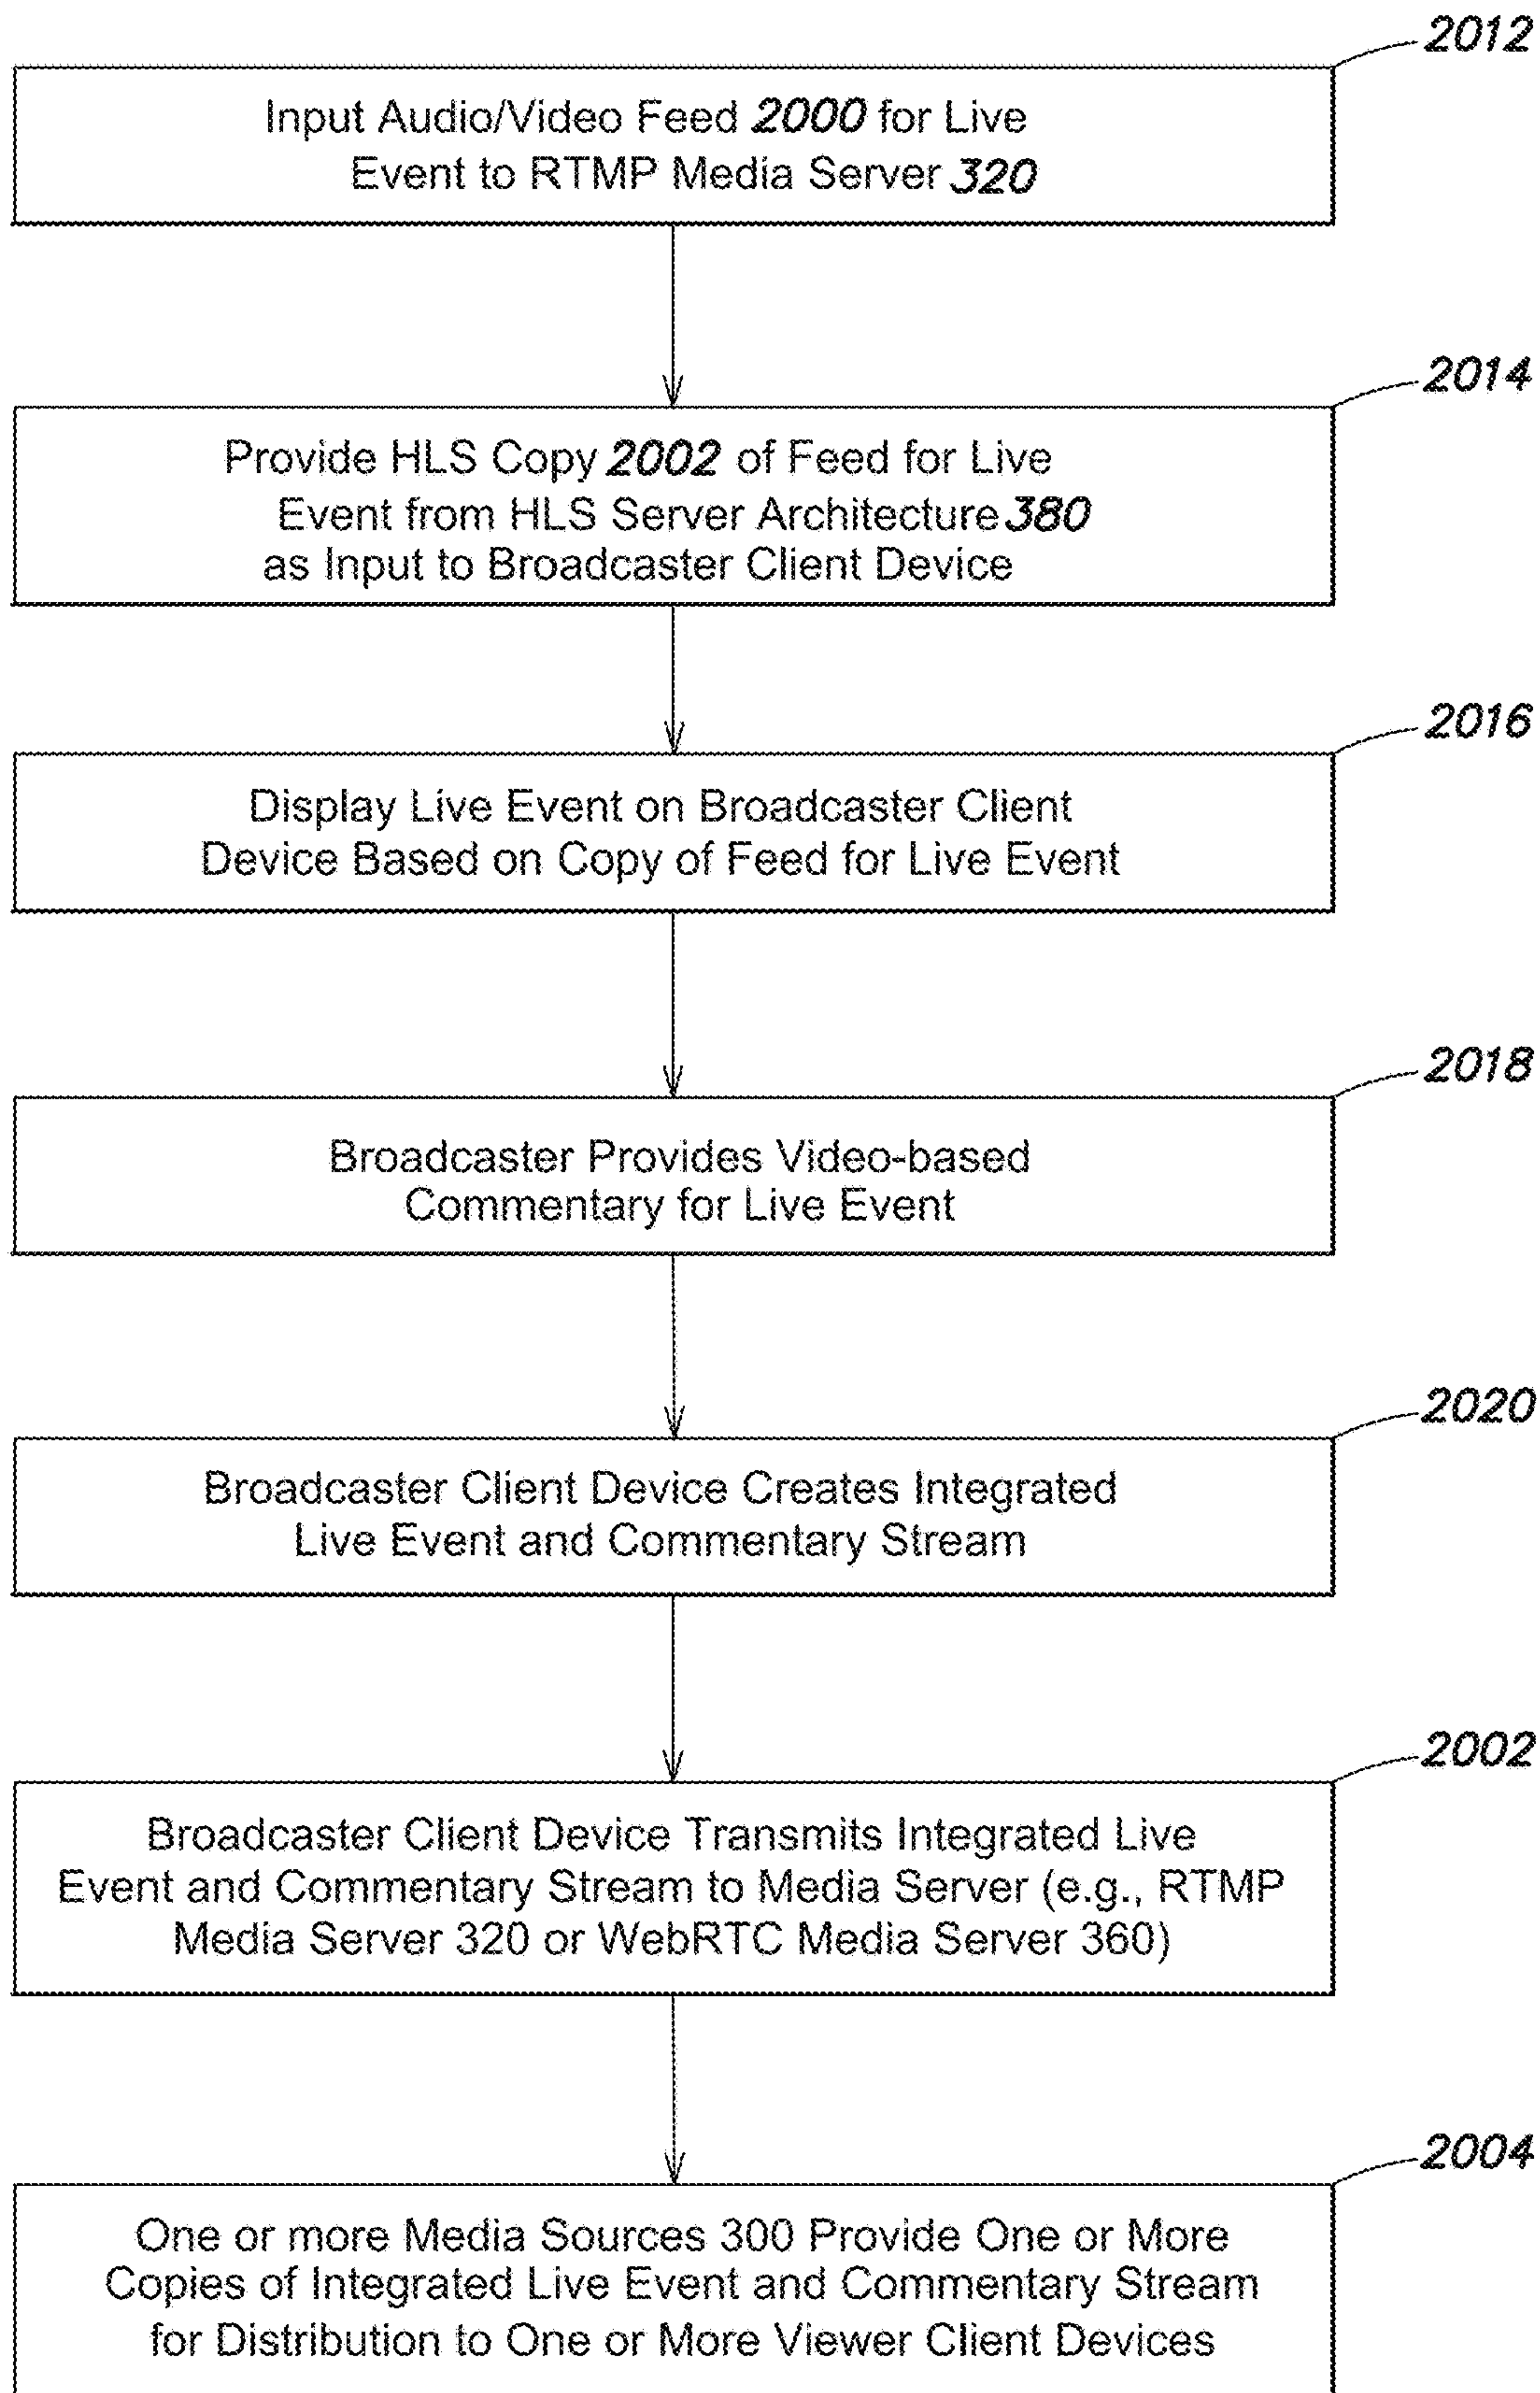 2012
Input Audio/Video Feed 2000 for Live
Event to RTMP Media Server 320
2014
Provide HLS Copy 2002 of Feed for Live
Event from HLS Server Architecture 380
as Input to Broadcaster Client Device
2016
Display Live Event on Broadcaster Client
Device Based on Copy of Feed for Live Event
2018
Broadcaster Provides Video-based
Commentary for Live Event
2020
Broadcaster Client Device Creates Integrated
Live Event and Commentary Stream
2002
Broadcaster Client Device Transmits Integrated Live
Event and Commentary Stream to Media Server (e.g., RTMP
Media Server 320 or WebRTC Media Server 360)
2004
One or more Media Sources 300 Provide One or More
Copies of Integrated Live Event and Commentary Stream
for Distribution to One or More Viewer Client Devices